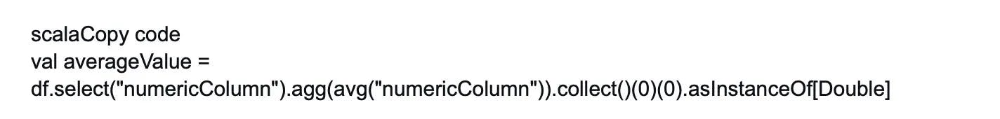 scalaCopy code
val averageValue =
df.select("numericColumn").agg(avg("numericColumn")).collect()(0)(0).asInstanceOf[Double]